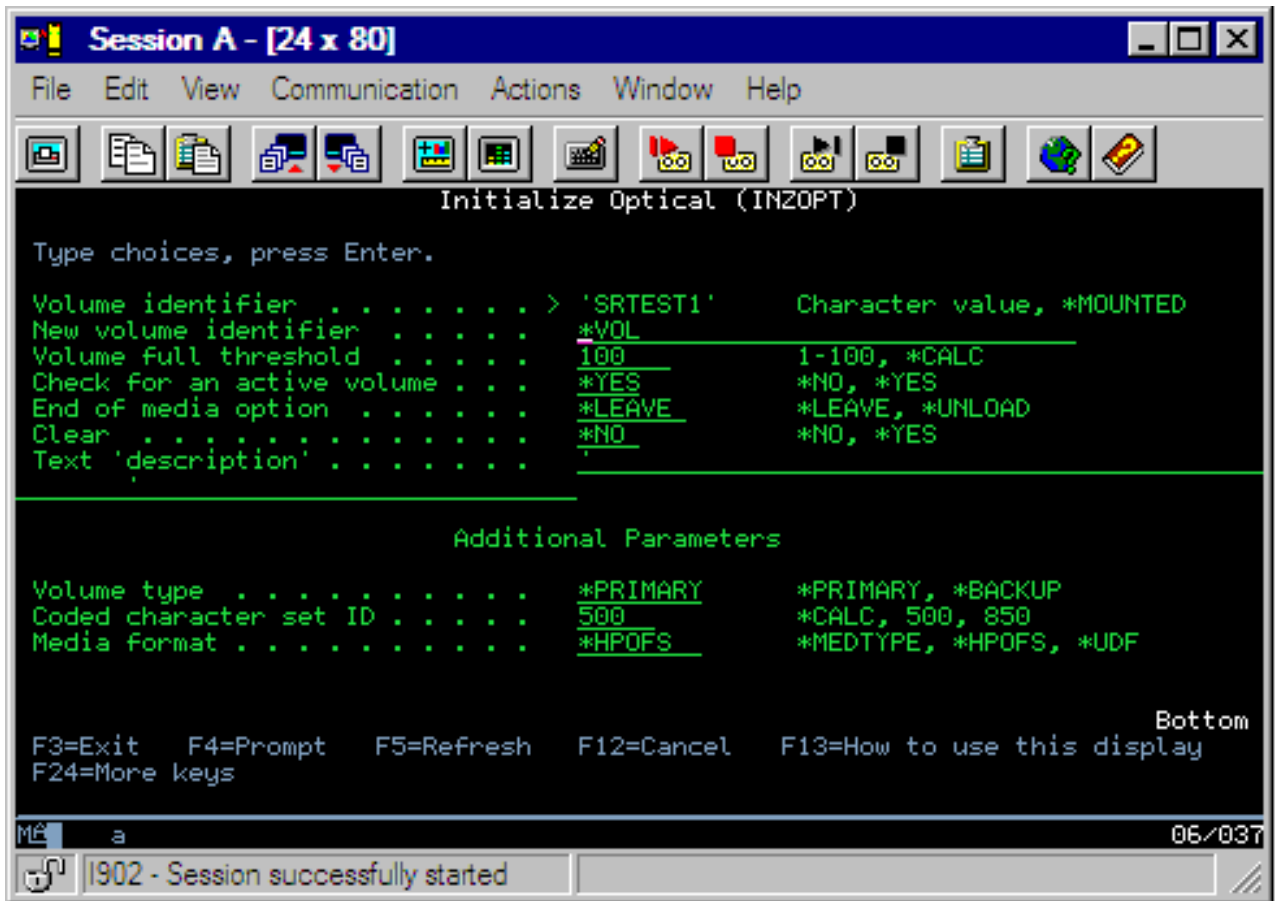 Session A - [24 x 80]
File Edit View Communication Actions Window Help
Initialize Optical (INZOPT)
Type choices, press Enter.
Volume identifier . . . . . . . > 'SRTEST1' Character value, *MOUNTED
New volume identifier . . . . . *VOL
Volume full threshold . . . . . 100 1-100, *CALC
Check for an active volume . . . *YES *NO, *YES
End of media option . . . . . . *LEAVE *LEAVE, *UNLOAD
Clear . . . . . . . . . . . . . *NO *NO, *YES
Text 'description' . . . . . . . '
'
Additional Parameters
Volume type . . . . . . . . . . *PRIMARY *PRIMARY, *BACKUP
Coded character set ID . . . . . 500 *CALC, 500, 850
Media format . . . . . . . . . . *HPOFS *MEDTYPE, *HPOFS, *UDF
Bottom
F3=Exit F4=Prompt F5=Refresh F12=Cancel F13=How to use this display
F24=More keys
a 06/037
I902 - Session successfully started